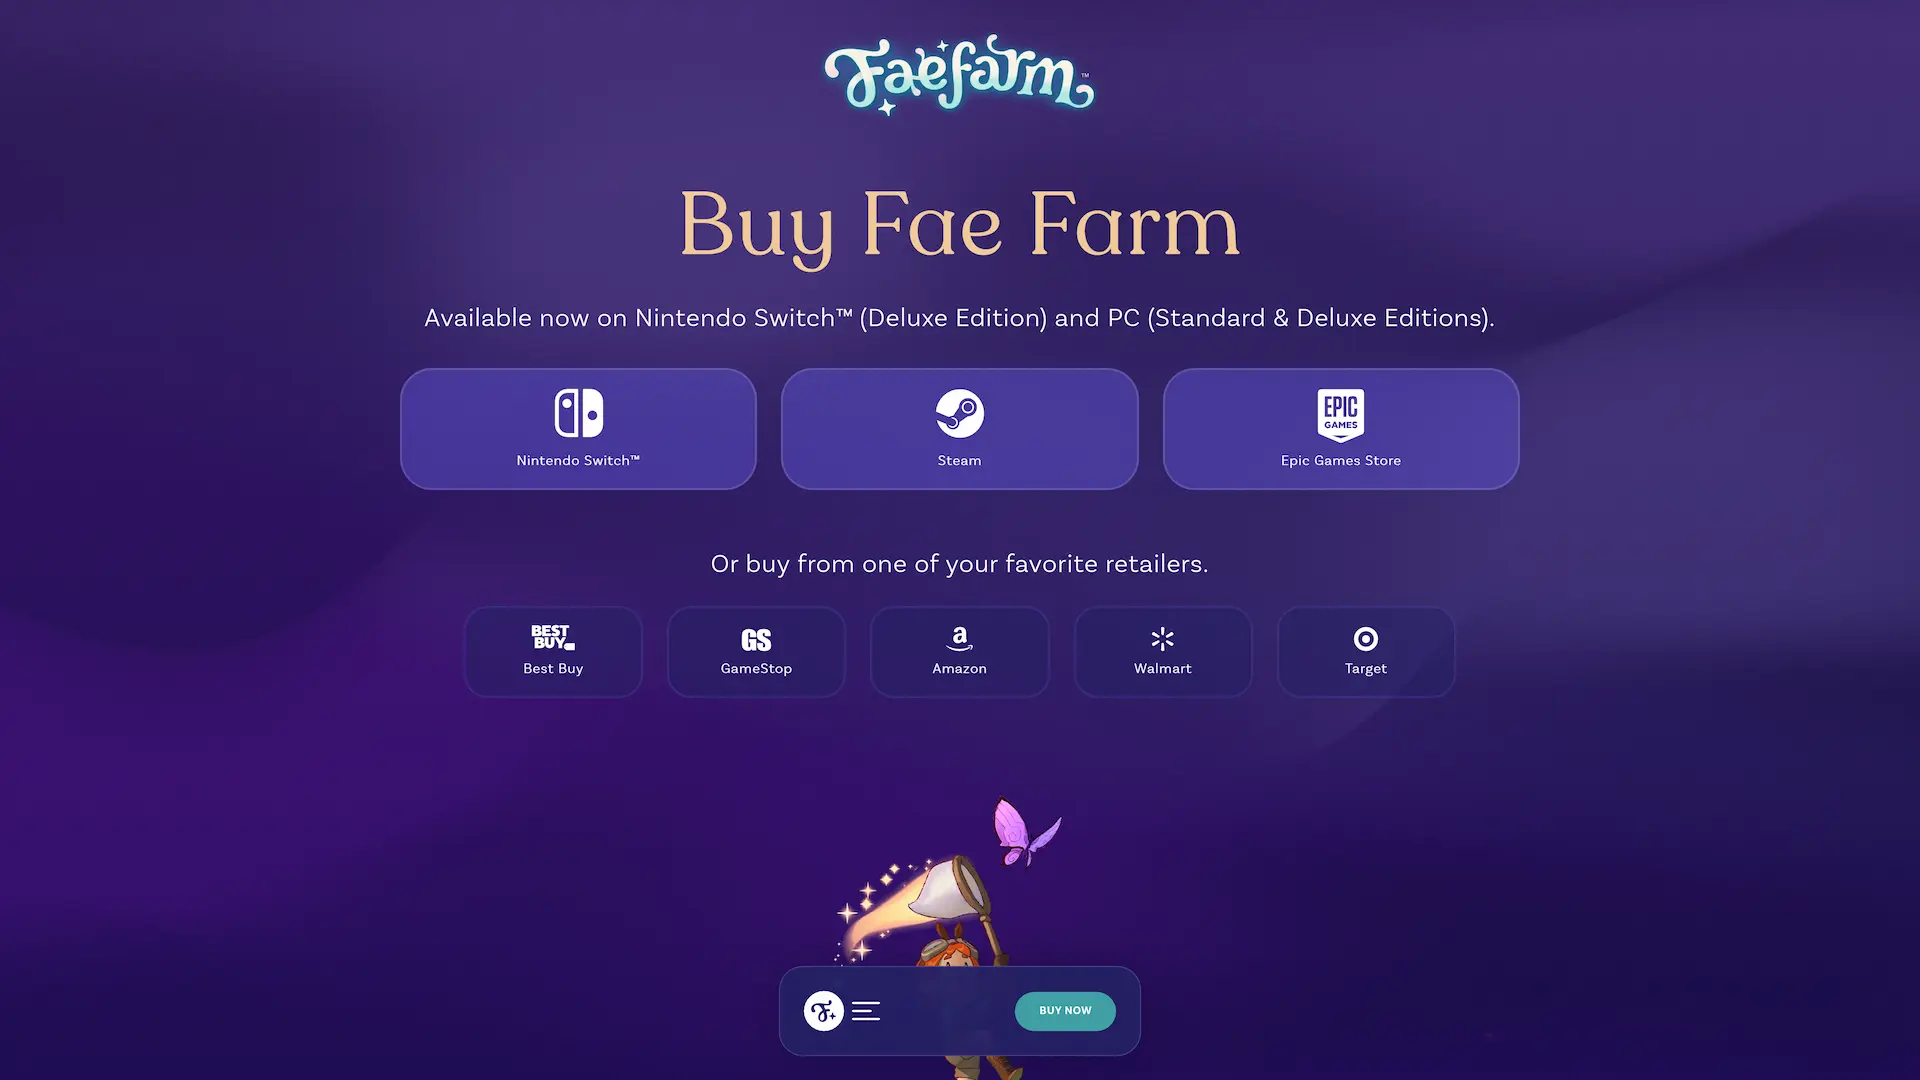 Faefarm™
Buy Fae Farm
Available now on Nintendo Switch™ (Deluxe Edition) and PC (Standard & Deluxe Editions).
EPIC
GAMES
Nintendo Switch™ Steam Epic Games Store
Or buy from one of your favorite retailers.
BEST
BUY GS a
Best Buy GameStop Amazon Walmart Target
F BUY NOW